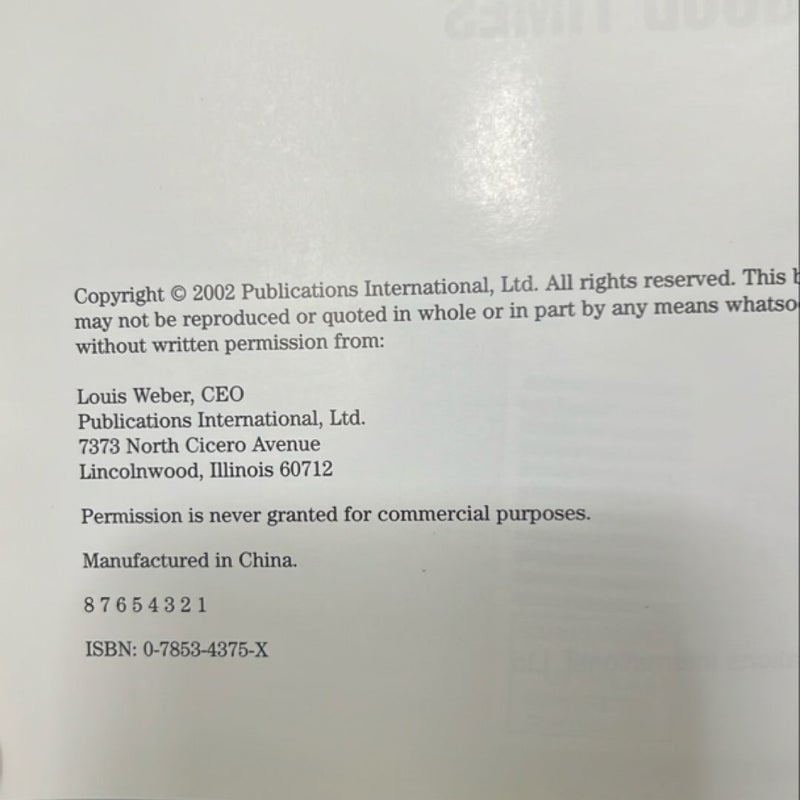 GOOD TIMES
Copyright © 2002 Publications International, Ltd. All rights reserved. This
may not be reproduced or quoted in whole or in part by any means
without written permission from:
Louis Weber, CEO
Publications International, Ltd.
7373 North Cicero Avenue
Lincolnwood, Illinois 60712
Permission is never granted for commercial purposes.
Manufactured in China.
8 7 6 5 4 3 2 1
ISBN: 0-7853-4375-X